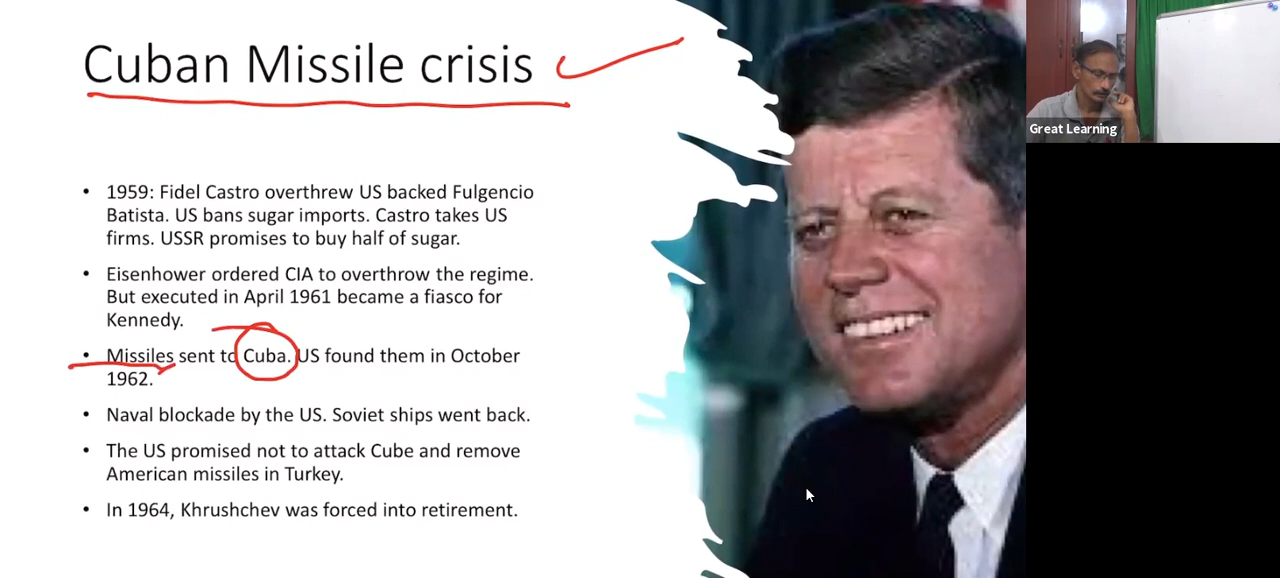 Cuban Missile crisis
• 1959: Fidel Castro overthrew US backed Fulgencio
Batista. US bans sugar imports. Castro takes US
firms. USSR promises to buy half of sugar.
• Eisenhower ordered CIA to overthrow the regime.
But executed in April 1961 became a fiasco for
Kennedy.
• Missiles sent to Cuba. US found them in October
1962.
• Naval blockade by the US. Soviet ships went back.
• The US promised not to attack Cube and remove
American missiles in Turkey.
• In 1964, Khrushchev was forced into retirement.
Great Learning